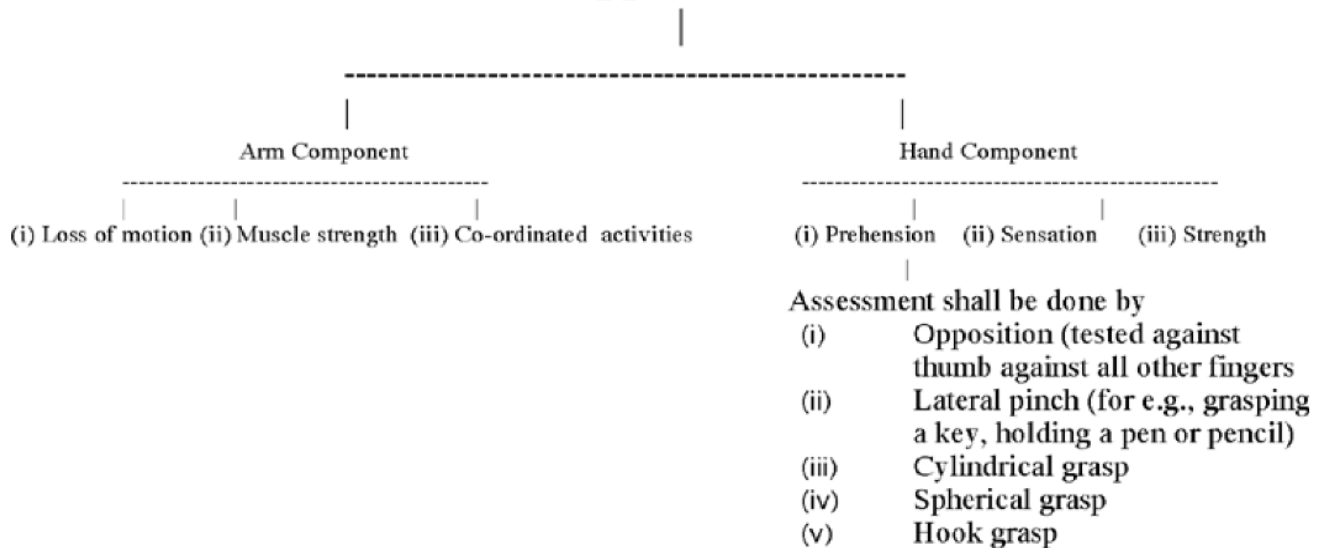 Arm Component
Hand Component
(i) Loss of motion (ii) Muscle strength (iii) Co-ordinated activities
(i) Prehension (ii) Sensation (iii) Strength
Assessment shall be done by
(i) Opposition (tested against
thumb against all other fingers
(ii) Lateral pinch (for e.g., grasping
a key, holding a pen or pencil)
(iii) Cylindrical grasp
(iv) Spherical grasp
(v) Hook grasp